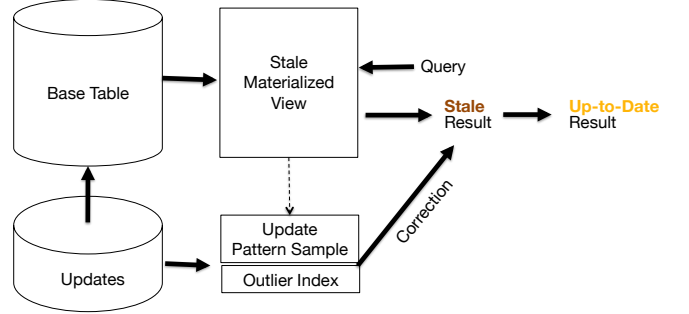 Base Table
Stale
Materialized
View
Query
Stale
Result
Up-to-Date
Result
Correction
Updates
Update
Pattern Sample
Outlier Index